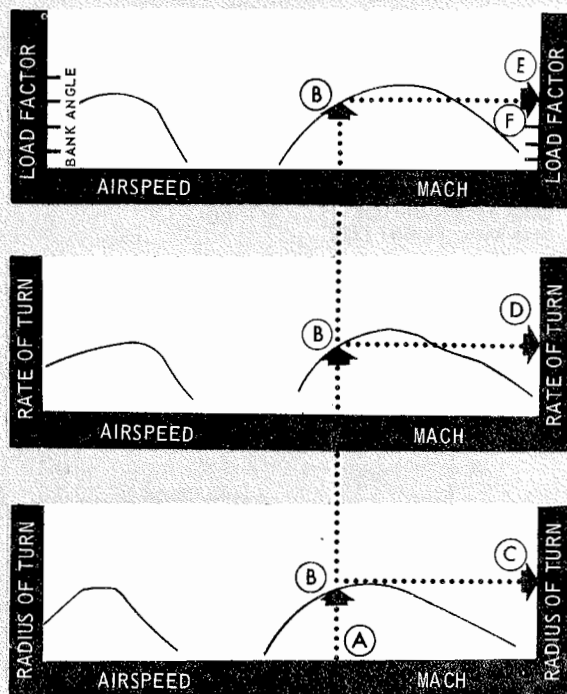 LOAD FACTOR
BANK ANGLE
B
E
F
LOAD FACTOR
AIRSPEED
MACH
RATE OF TURN
B
D
RATE OF TURN
AIRSPEED
MACH
RADIUS OF TURN
B
C
A
RADIUS OF TURN
AIRSPEED
MACH